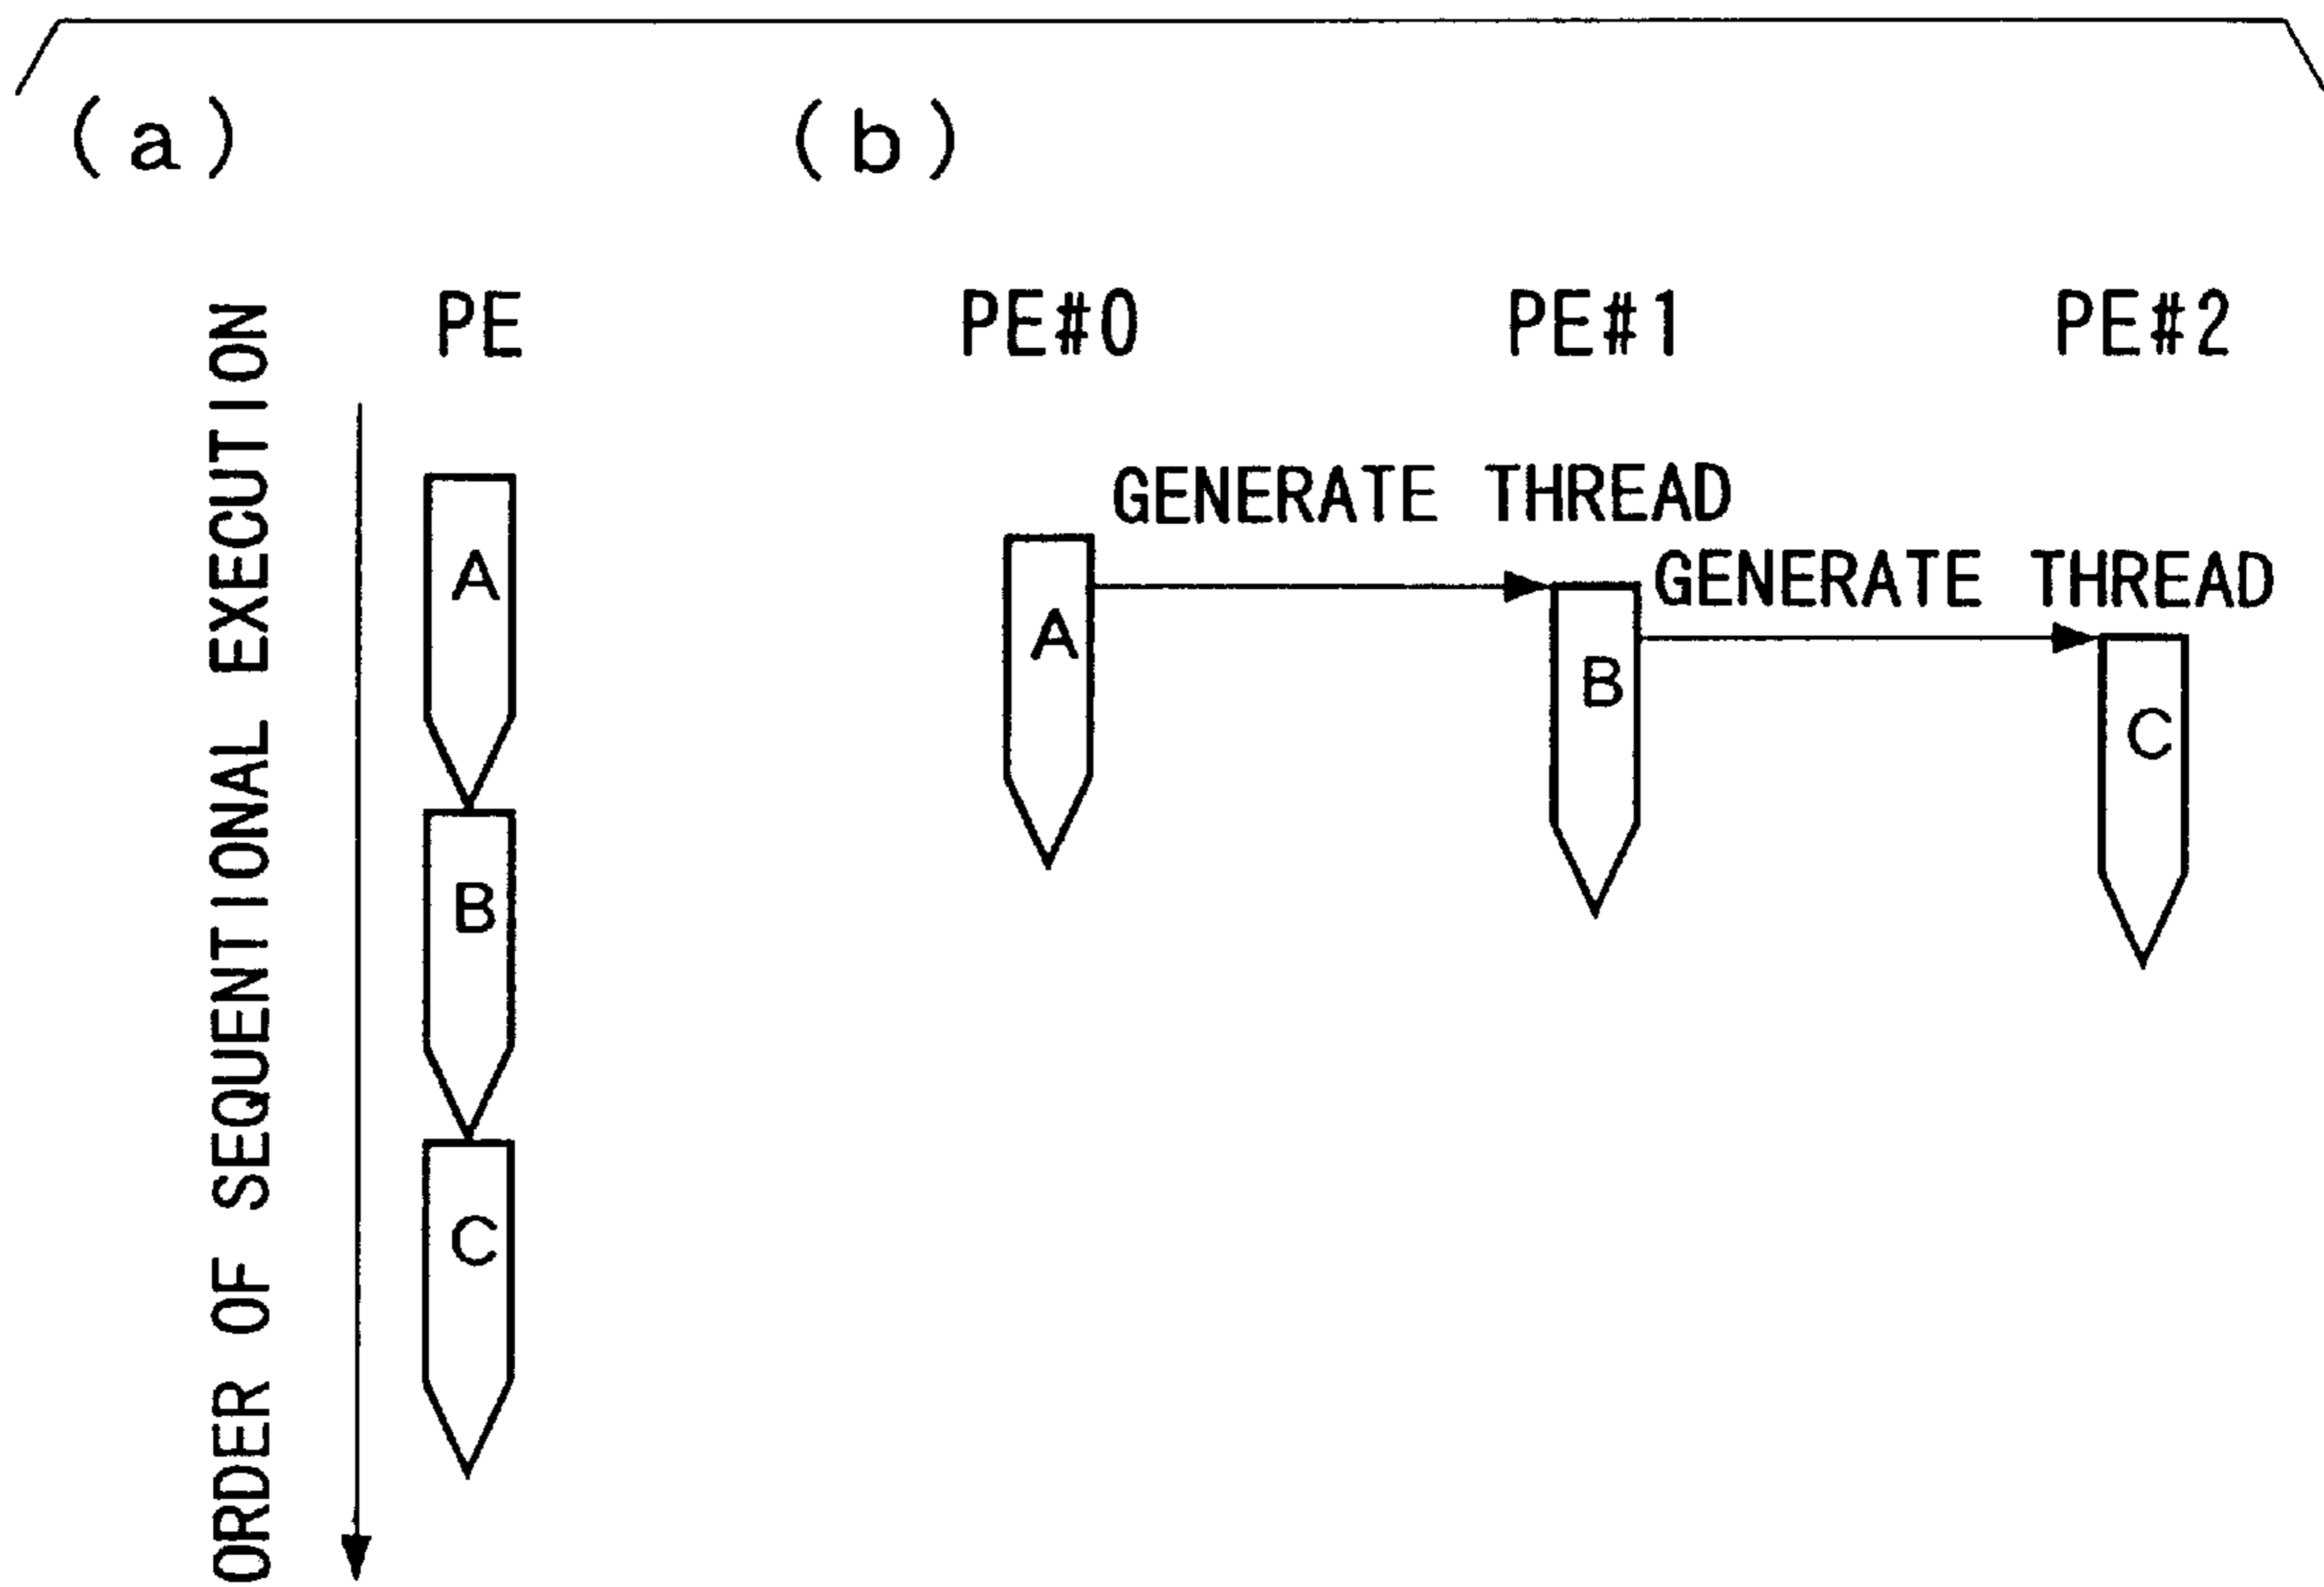 (a)
(b)
ORDER OF SEQUENTIONAL EXECUTION
PE
PE#0
PE#1
PE#2
GENERATE THREAD
GENERATE THREAD
A
A
B
C
B
C